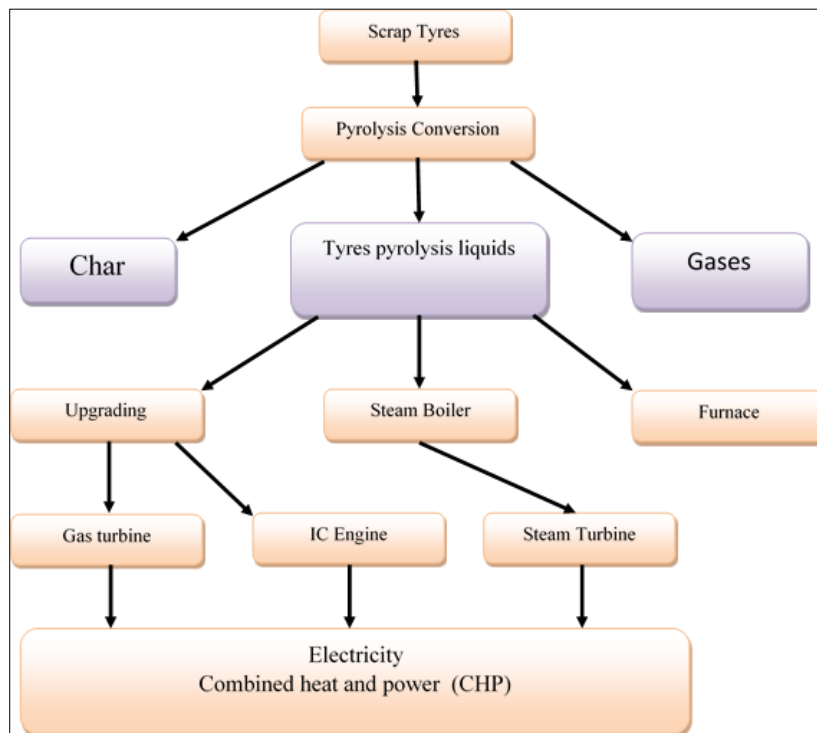 Scrap Tyres
Pyrolysis Conversion
Char
Tyres pyrolysis liquids
Gases
Upgrading
Steam Boiler
Furnace
Gas turbine
IC Engine
Steam Turbine
Electricity
Combined heat and power (CHP)